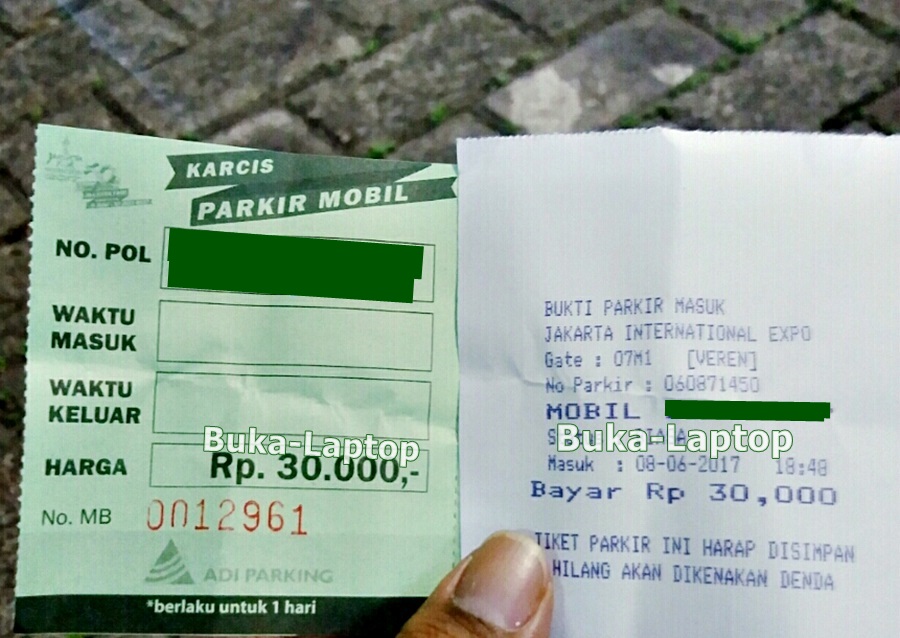 KARCIS
PARKIR MOBIL
NO. POL
WAKTU
MASUK
WAKTU
KELUAR
HARGA
Rp. 30.000,-
No. MB 0012961
ADI PARKING
*berlaku untuk 1 hari
BUKTI PARKIR MASUK
JAKARTA INTERNATIONAL EXPO
Gate : 07M1 [VEREN]
No Parkir : 060871450
MOBIL
Masuk : 08-06-2017 18:48
Bayar Rp 30,000
TIKET PARKIR INI HARAP DISIMPAN
HILANG AKAN DIKENAKAN DENDA
Buka-Laptop
Buka-Laptop